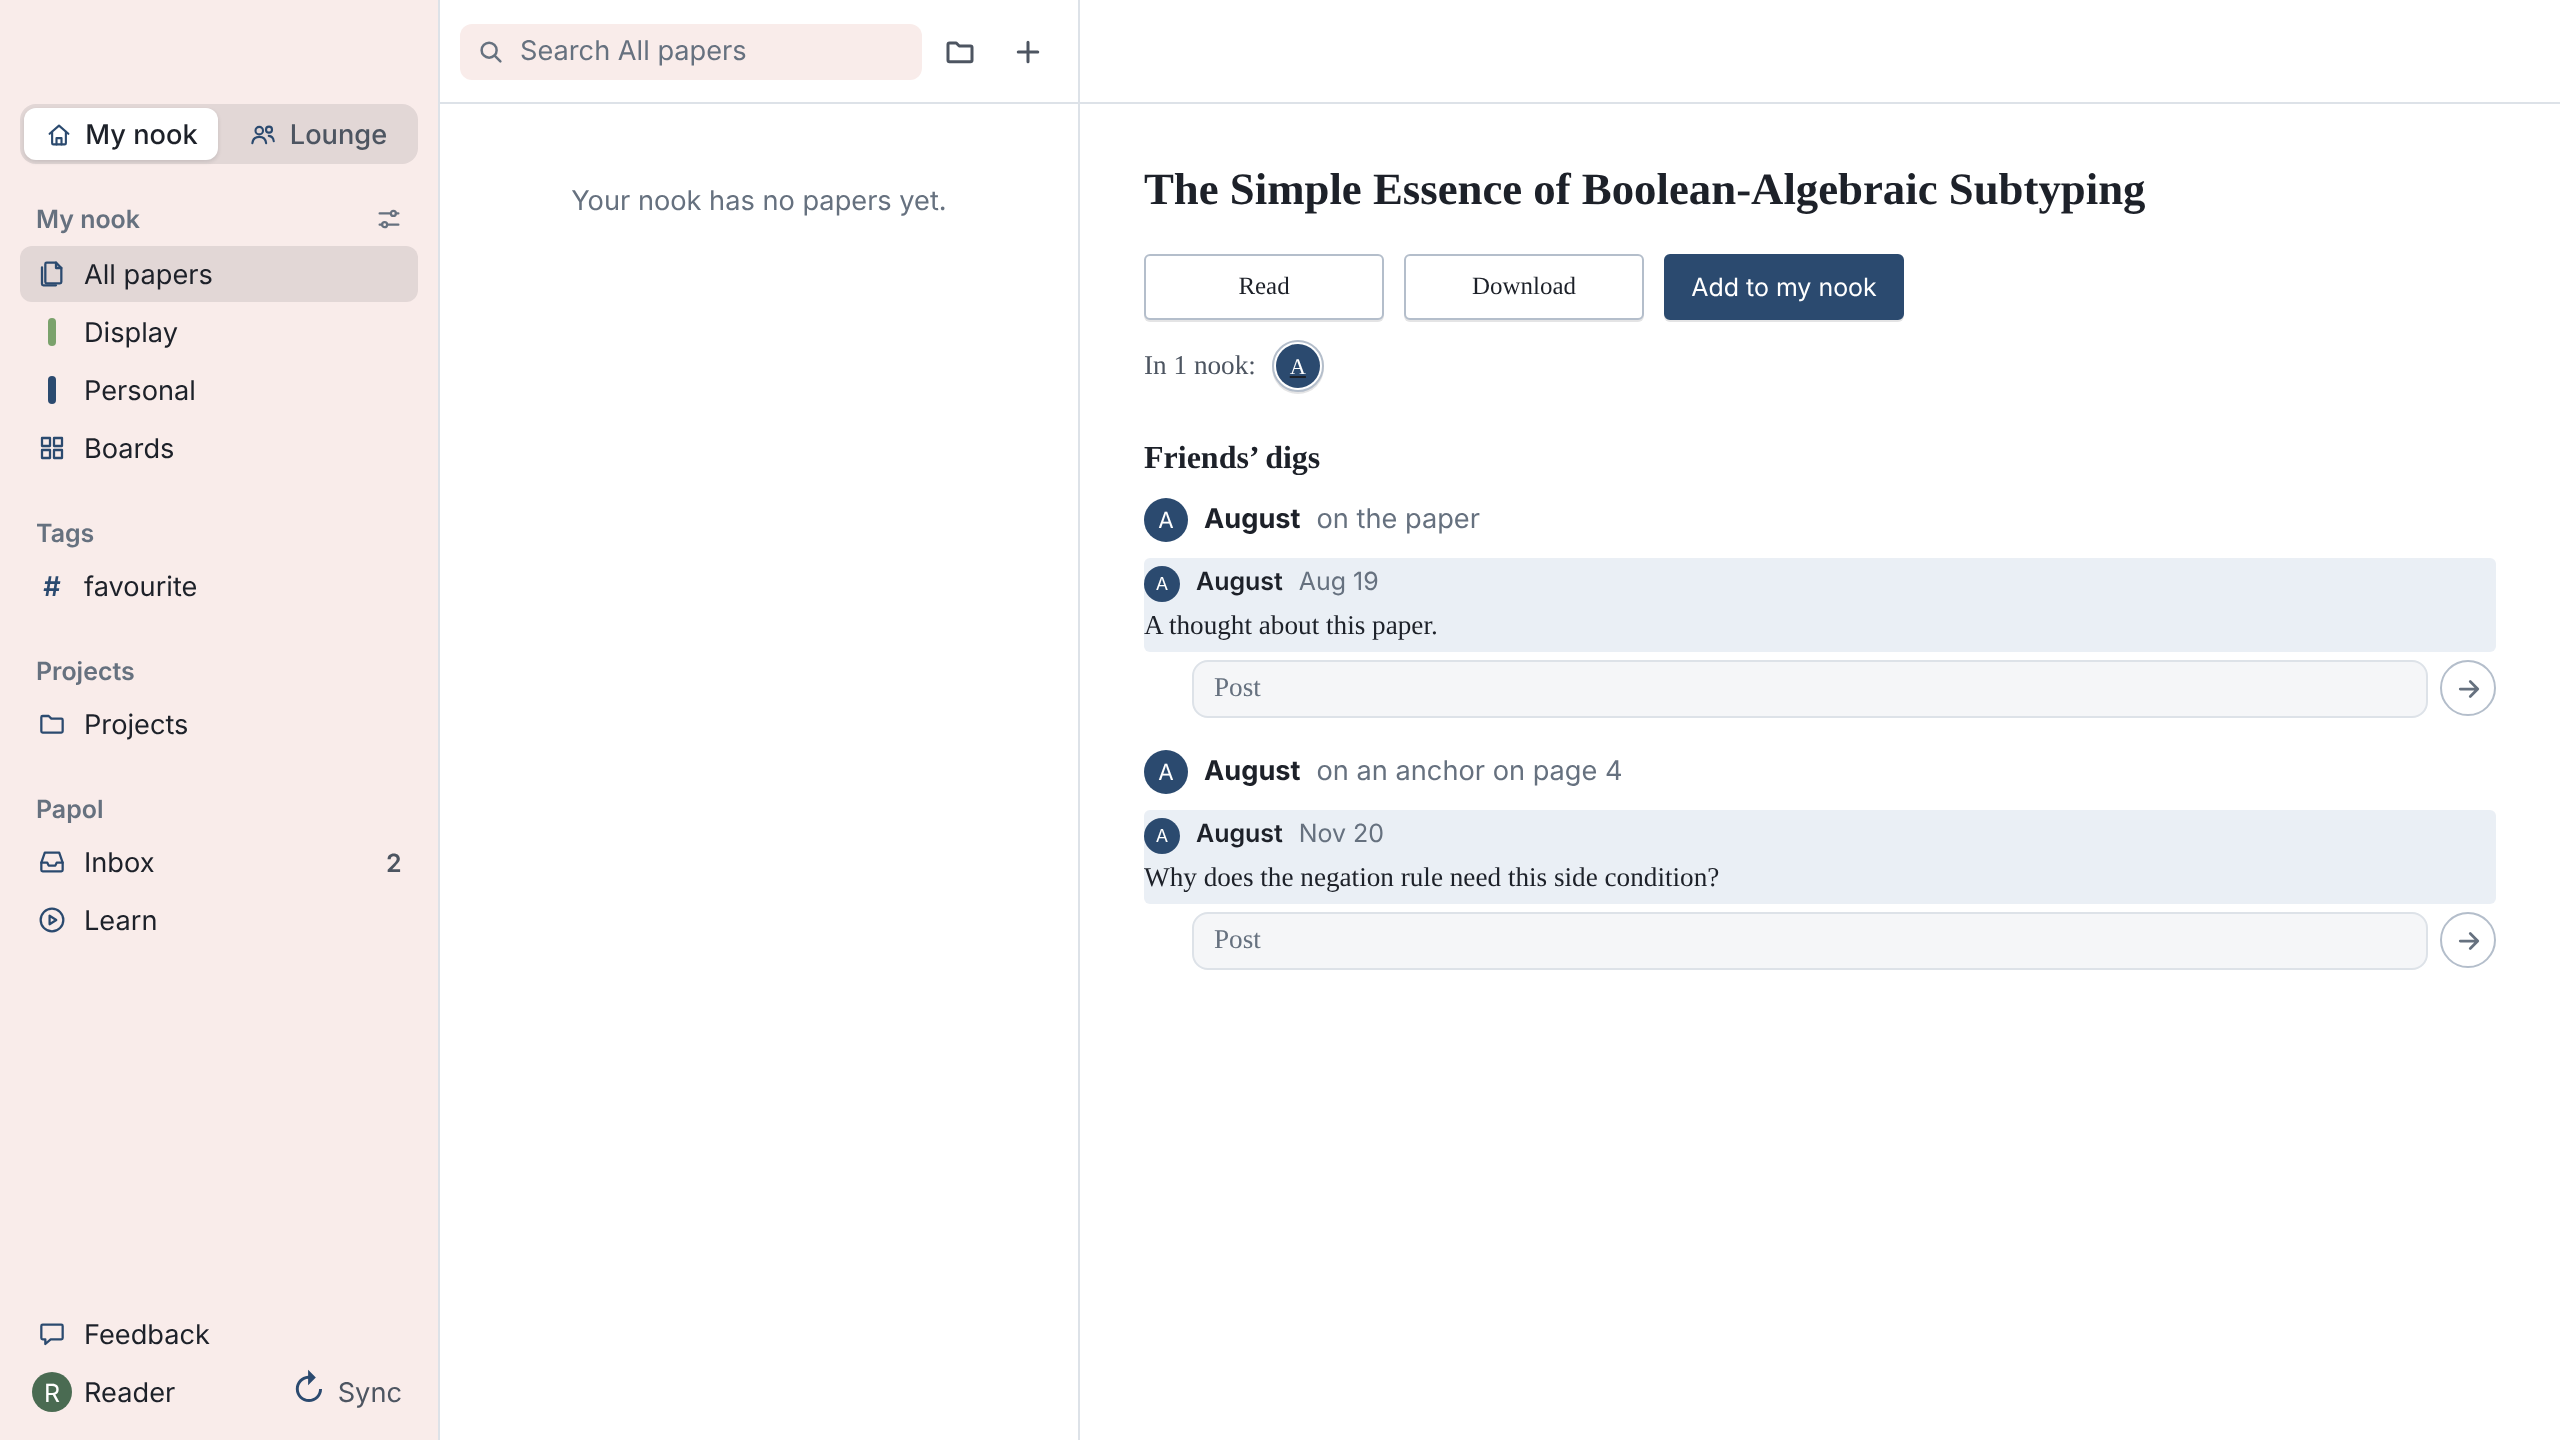 My nook
Lounge
My nook
All papers
Display
Personal
Boards
Tags
# favourite
Projects
Projects
Papol
Inbox 2
Learn
Feedback
R Reader Sync
Search All papers
Your nook has no papers yet.
The Simple Essence of Boolean-Algebraic Subtyping
Read Download Add to my nook
In 1 nook: A
Friends’ digs
A August on the paper
A August Aug 19
A thought about this paper.
Post
A August on an anchor on page 4
A August Nov 20
Why does the negation rule need this side condition?
Post